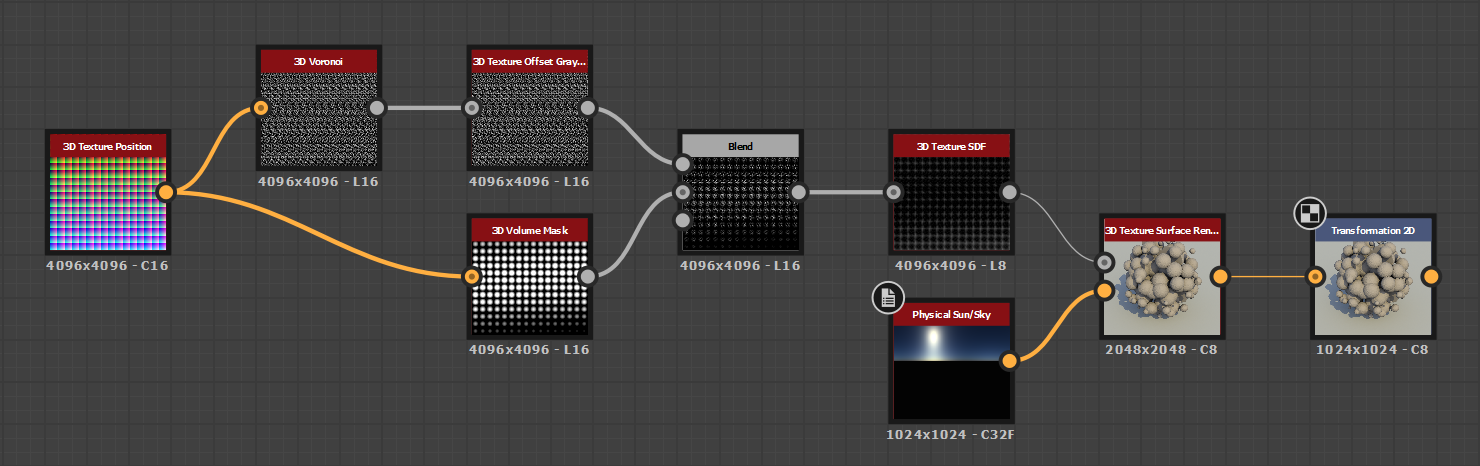 3D Texture Position
4096x4096 - C16
3D Voronoi
4096x4096 - L16
3D Texture Offset Gray...
4096x4096 - L16
3D Volume Mask
4096x4096 - L16
Blend
4096x4096 - L16
3D Texture SDF
4096x4096 - L8
Physical Sun/Sky
1024x1024 - C32F
3D Texture Surface Ren...
2048x2048 - C8
Transformation 2D
1024x1024 - C8